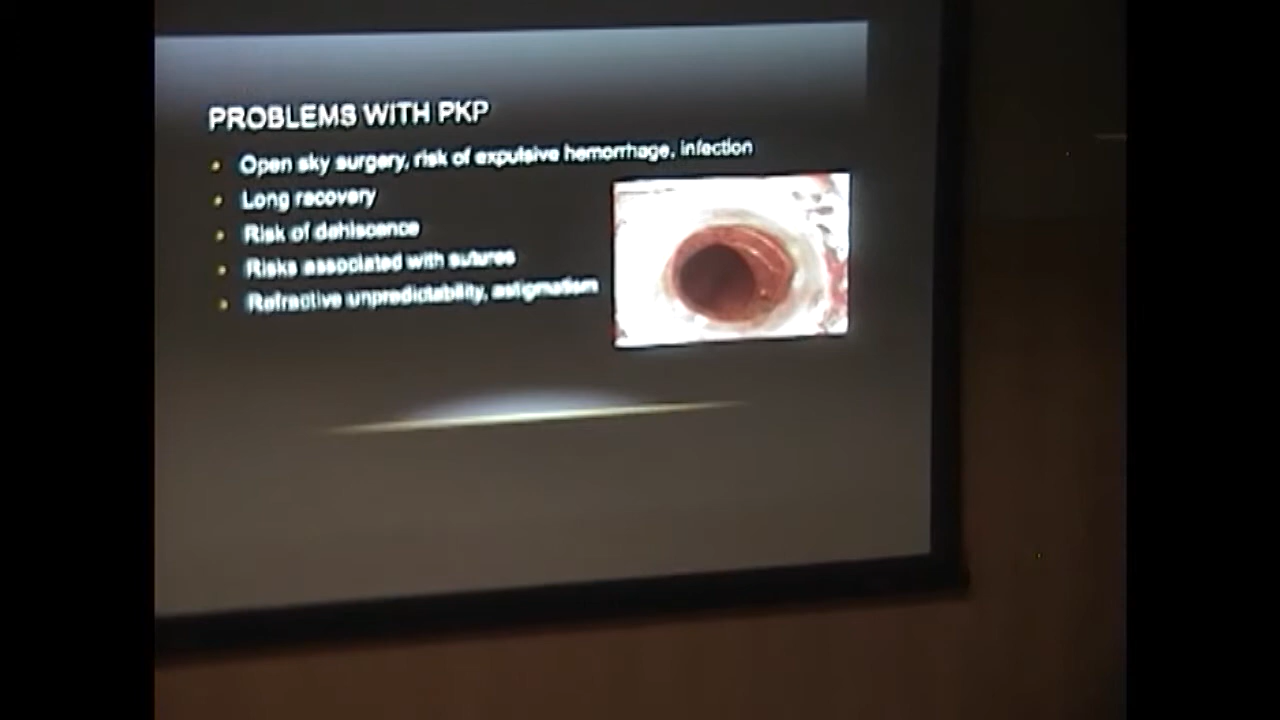 PROBLEMS WITH PKP
Open sky surgery, risk of expulsive hemorrhage, infection
Long recovery
Risk of dehiscence
Risks associated with sutures
Refractive unpredictability, astigmatism